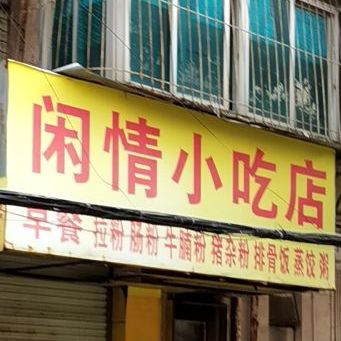 闲情小吃店
早餐 拉粉 肠粉 牛腩粉 猪杂粉 排骨饭 蒸饺 粥